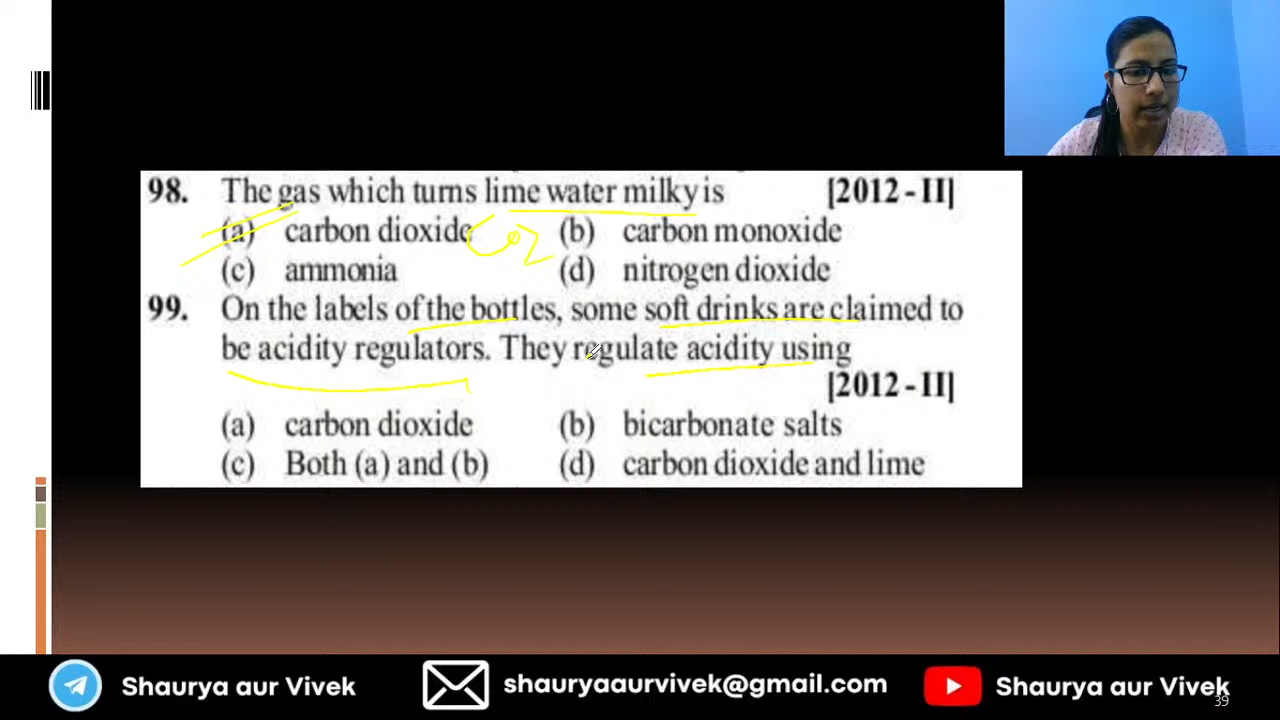 98. The gas which turns lime water milky is [2012 - II]
(a) carbon dioxide CO2 (b) carbon monoxide
(c) ammonia (d) nitrogen dioxide
99. On the labels of the bottles, some soft drinks are claimed to
be acidity regulators. They regulate acidity using
[2012 - II]
(a) carbon dioxide (b) bicarbonate salts
(c) Both (a) and (b) (d) carbon dioxide and lime
Shaurya aur Vivek shauryaaurvivek@gmail.com Shaurya aur Vivek
39